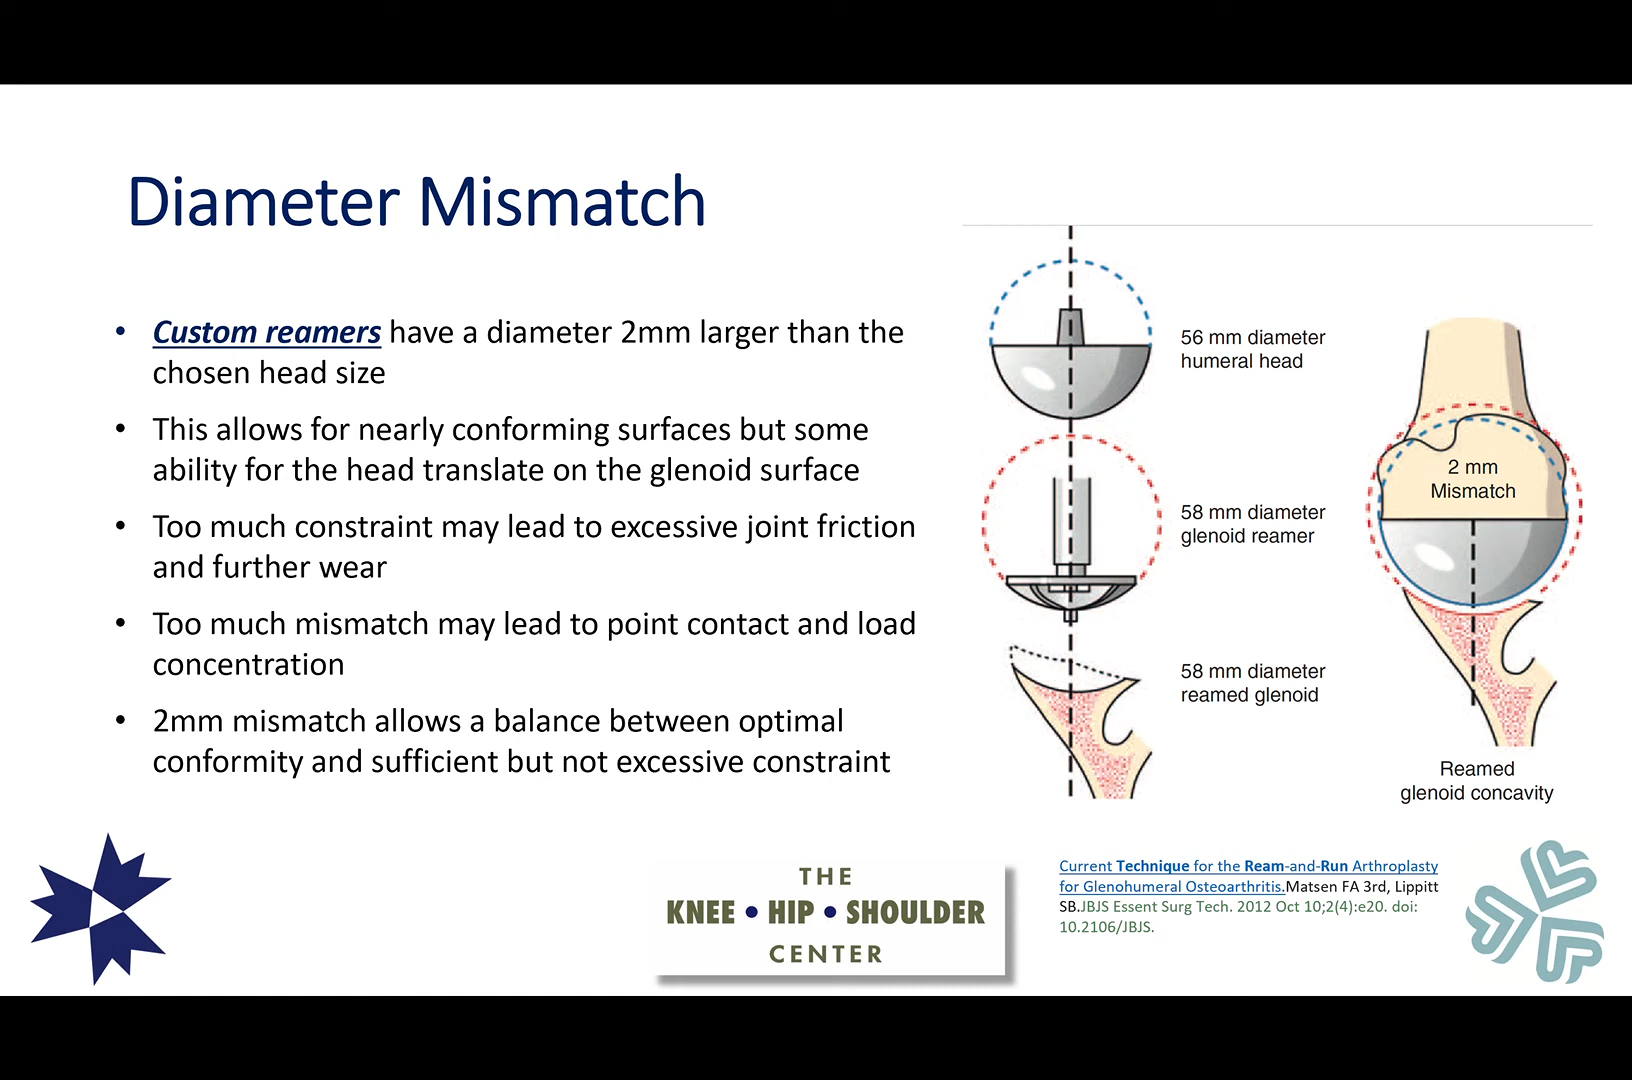 Diameter Mismatch
• Custom reamers have a diameter 2mm larger than the
chosen head size
• This allows for nearly conforming surfaces but some
ability for the head translate on the glenoid surface
• Too much constraint may lead to excessive joint friction
and further wear
• Too much mismatch may lead to point contact and load
concentration
• 2mm mismatch allows a balance between optimal
conformity and sufficient but not excessive constraint
56 mm diameter
humeral head
58 mm diameter
glenoid reamer
58 mm diameter
reamed glenoid
2 mm
Mismatch
Reamed
glenoid concavity
THE
KNEE • HIP • SHOULDER
CENTER
Current Technique for the Ream-and-Run Arthroplasty
for Glenohumeral Osteoarthritis.Matsen FA 3rd, Lippitt
SB.JBJS Essent Surg Tech. 2012 Oct 10;2(4):e20. doi:
10.2106/JBJS.